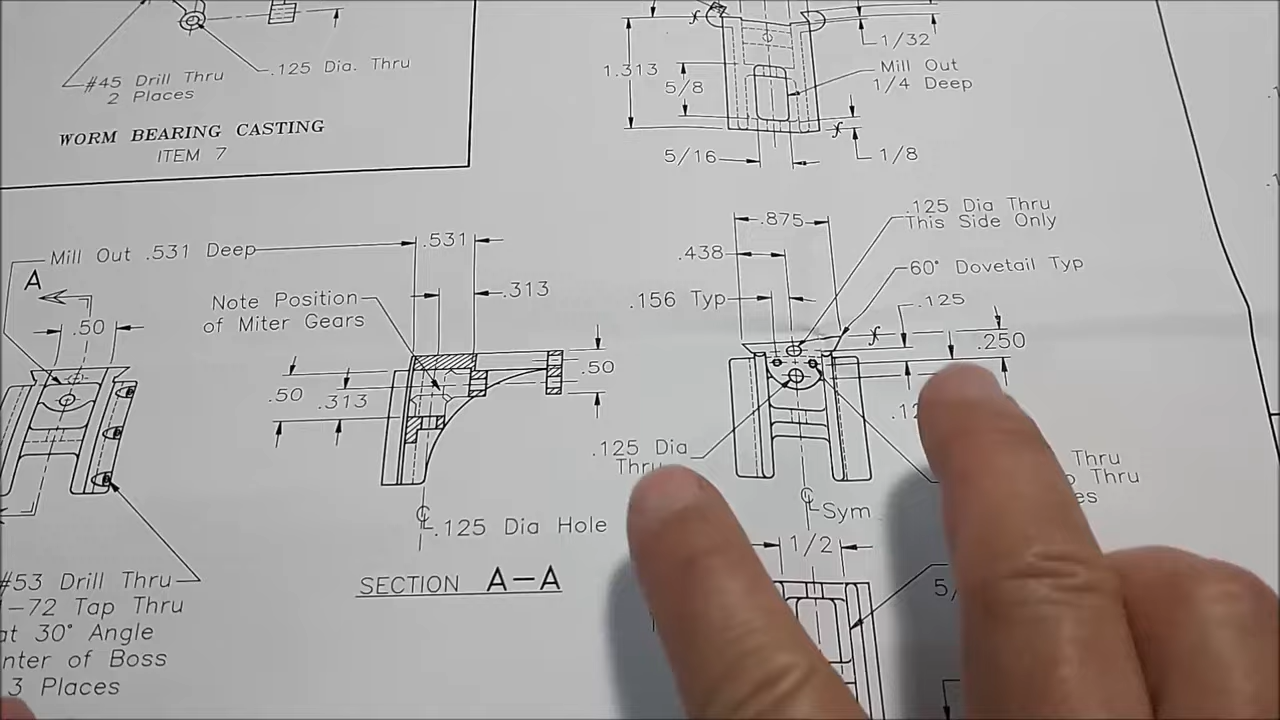 #45 Drill Thru
2 Places
.125 Dia. Thru
WORM BEARING CASTING
ITEM 7
1.313
5/8
5/16
1/32
Mill Out
1/4 Deep
1/8
Mill Out .531 Deep
A
.50
Note Position
of Miter Gears
.531
.313
.50
.313
.50
₵ .125 Dia Hole
SECTION A-A
#53 Drill Thru
-72 Tap Thru
at 30° Angle
of Boss
3 Places
.875
.438
.156 Typ
.125 Dia Thru
This Side Only
60° Dovetail Typ
.125
.250
.125 Dia
Thru
Thru
Thru
₵ Sym
1/2
5/